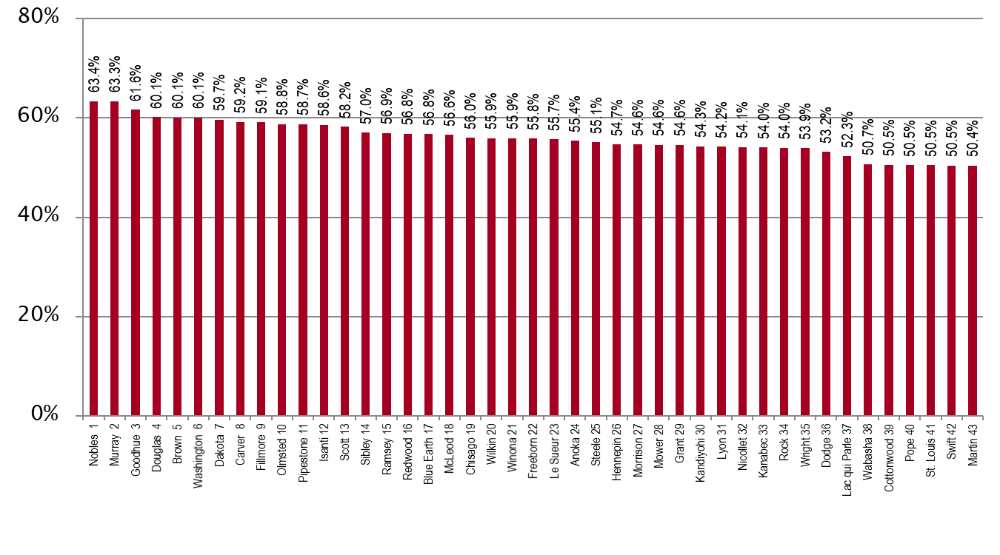 80%
60%
40%
20%
0%
63.4%
63.3%
61.6%
60.1%
60.1%
60.1%
59.7%
59.2%
59.1%
58.8%
58.7%
58.6%
58.2%
57.0%
56.9%
56.8%
56.8%
56.6%
56.0%
55.9%
55.9%
55.8%
55.7%
55.4%
55.1%
54.7%
54.6%
54.6%
54.6%
54.3%
54.2%
54.1%
54.0%
54.0%
53.9%
53.2%
52.3%
50.7%
50.5%
50.5%
50.5%
50.5%
50.4%
Nobles 1
Murray 2
Goodhue 3
Douglas 4
Brown 5
Washington 6
Dakota 7
Carver 8
Fillmore 9
Olmsted 10
Pipestone 11
Isanti 12
Scott 13
Sibley 14
Ramsey 15
Redwood 16
Blue Earth 17
McLeod 18
Chisago 19
Wilkin 20
Winona 21
Freeborn 22
Le Sueur 23
Anoka 24
Steele 25
Hennepin 26
Morrison 27
Mower 28
Grant 29
Kandiyohi 30
Lyon 31
Nicollet 32
Kanabec 33
Rock 34
Wright 35
Dodge 36
Lac qui Parle 37
Wabasha 38
Cottonwood 39
Pope 40
St. Louis 41
Swift 42
Martin 43